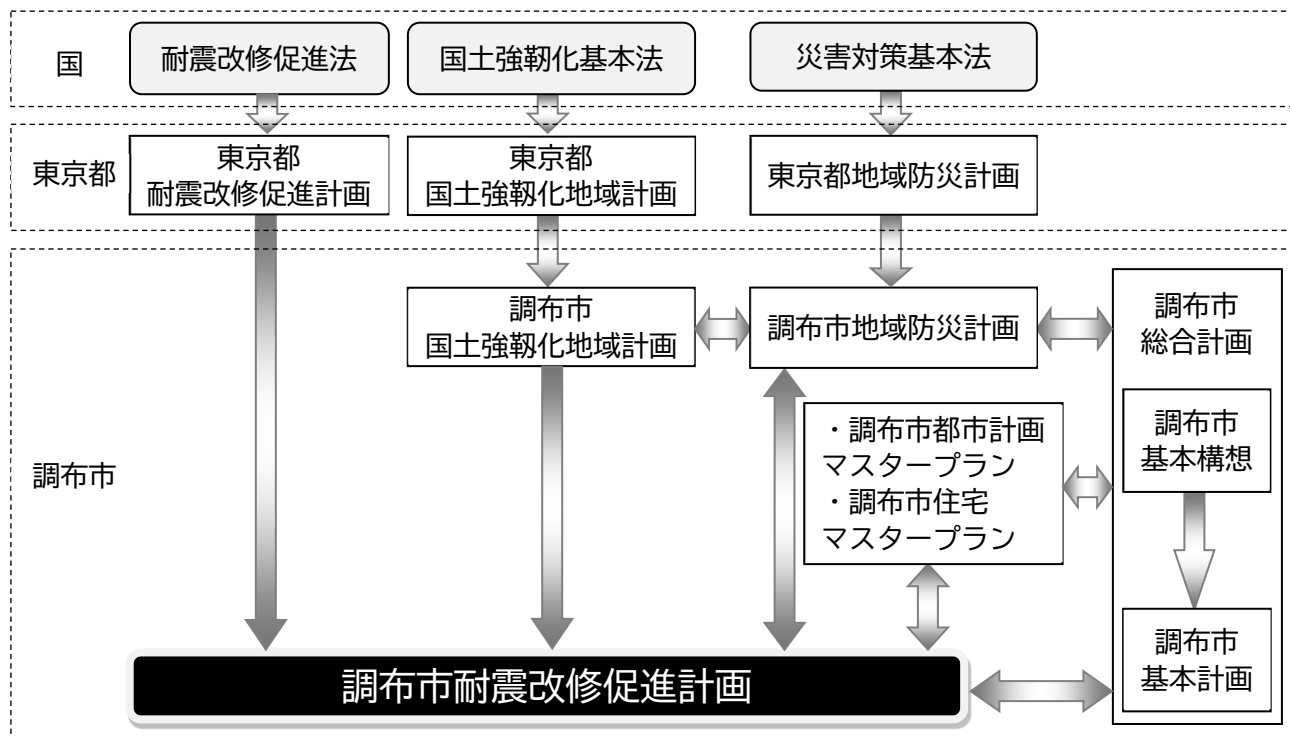 国
耐震改修促進法
国土強靱化基本法
災害対策基本法
東京都
東京都
耐震改修促進計画
東京都
国土強靱化地域計画
東京都地域防災計画
調布市
調布市
国土強靱化地域計画
調布市地域防災計画
調布市
総合計画
・調布市都市計画
マスタープラン
・調布市住宅
マスタープラン
調布市
基本構想
調布市
基本計画
調布市耐震改修促進計画